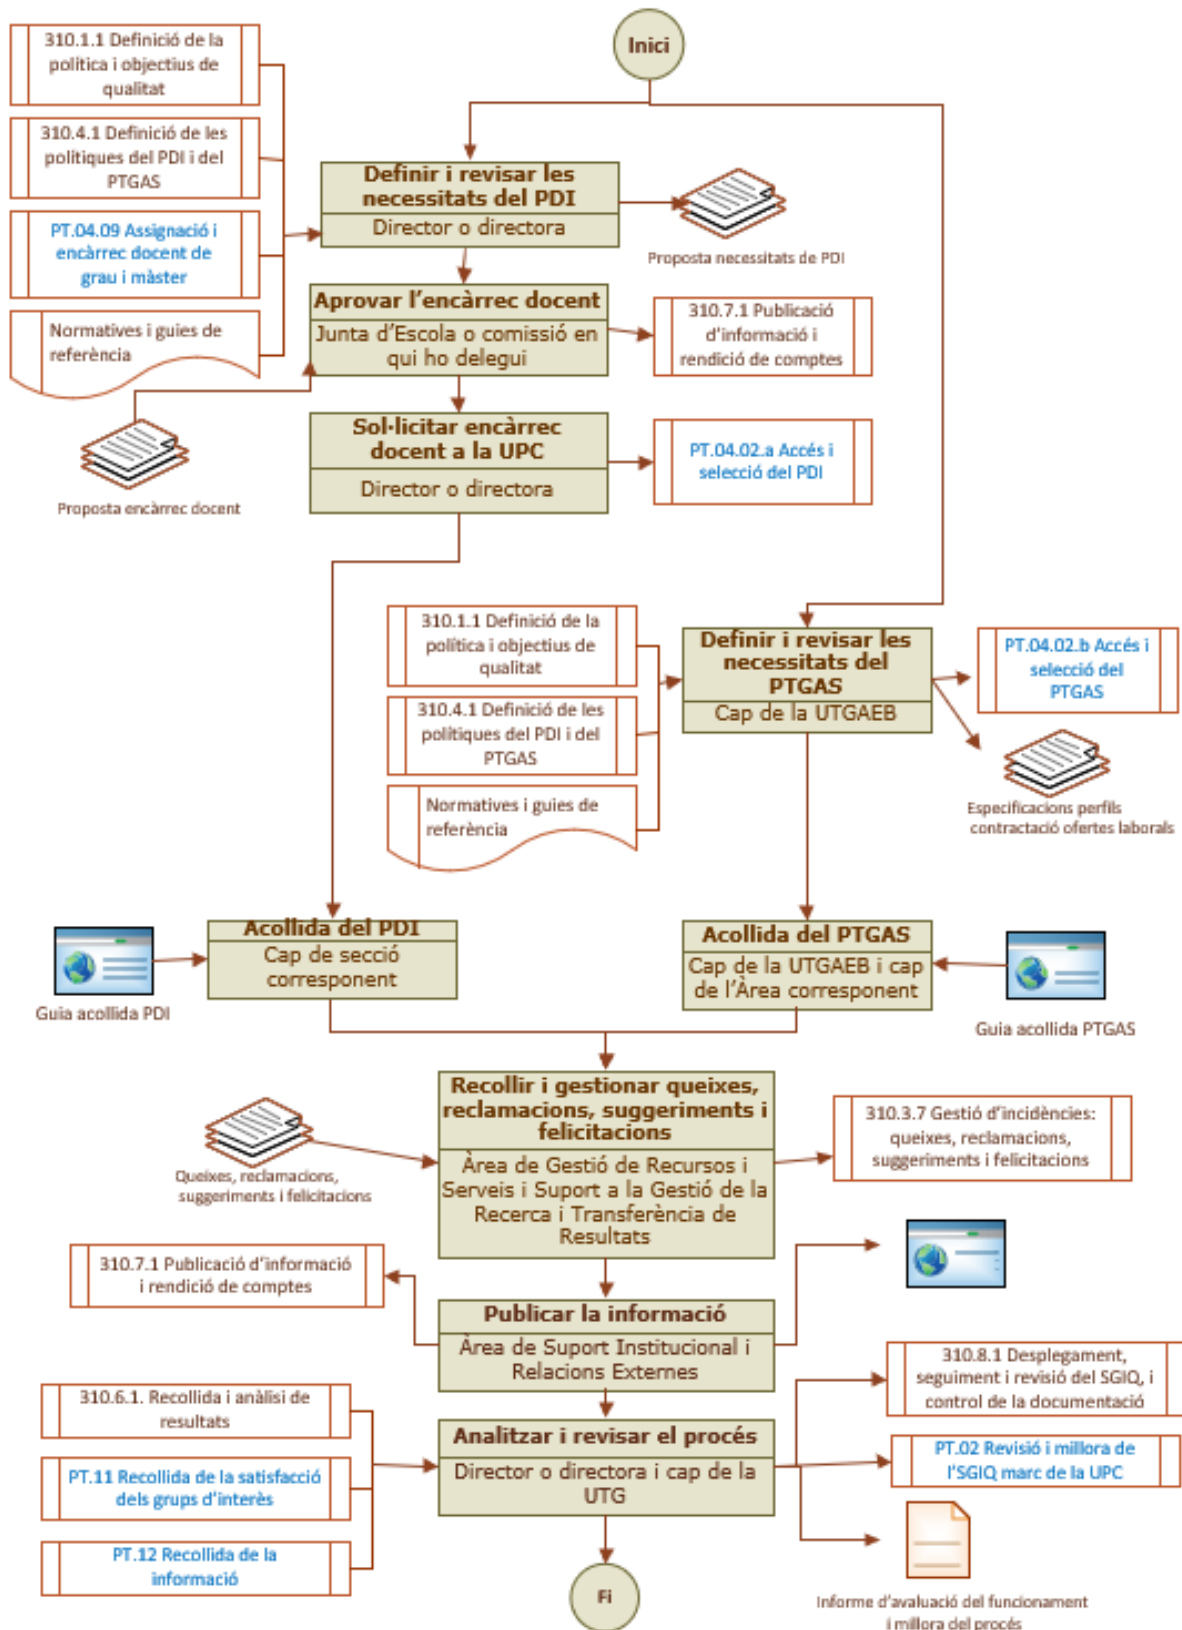 Inici
310.1.1 Definició de la
política i objectius de
qualitat
310.4.1 Definició de les
polítiques del PDI i del
PTGAS
PT.04.09 Assignació i
encàrrec docent de
grau i màster
Normatives i guies de
referència
Definir i revisar les
necessitats del PDI
Director o directora
Proposta necessitats de PDI
Aprovar l'encàrrec docent
Junta d'Escola o comissió en
qui ho delegui
310.7.1 Publicació
d'informació i
rendició de comptes
Proposta encàrrec docent
Sol·licitar encàrrec
docent a la UPC
Director o directora
PT.04.02.a Accés i
selecció del PDI
310.1.1 Definició de la
política i objectius de
qualitat
310.4.1 Definició de les
polítiques del PDI i del
PTGAS
Normatives i guies de
referència
Definir i revisar les
necessitats del
PTGAS
Cap de la UTGAEB
PT.04.02.b Accés i
selecció del
PTGAS
Especificacions perfils
contractació ofertes laborals
Guia acollida PDI
Acollida del PDI
Cap de secció
corresponent
Acollida del PTGAS
Cap de la UTGAEB i cap
de l'Àrea corresponent
Guia acollida PTGAS
Queixes, reclamacions,
suggeriments i felicitacions
Recollir i gestionar queixes,
reclamacions, suggeriments i
felicitacions
Àrea de Gestió de Recursos i
Serveis i Suport a la Gestió de la
Recerca i Transferència de
Resultats
310.3.7 Gestió d'incidències:
queixes, reclamacions,
suggeriments i felicitacions
310.7.1 Publicació d'informació
i rendició de comptes
Publicar la informació
Àrea de Suport Institucional i
Relacions Externes
310.6.1. Recollida i anàlisi de
resultats
PT.11 Recollida de la satisfacció
dels grups d'interès
PT.12 Recollida de la
informació
Analitzar i revisar el procés
Director o directora i cap de la
UTG
310.8.1 Desplegament,
seguiment i revisió del SGIQ, i
control de la documentació
PT.02 Revisió i millora de
l'SGIQ marc de la UPC
Informe d'avaluació del funcionament
i millora del procés
Fi